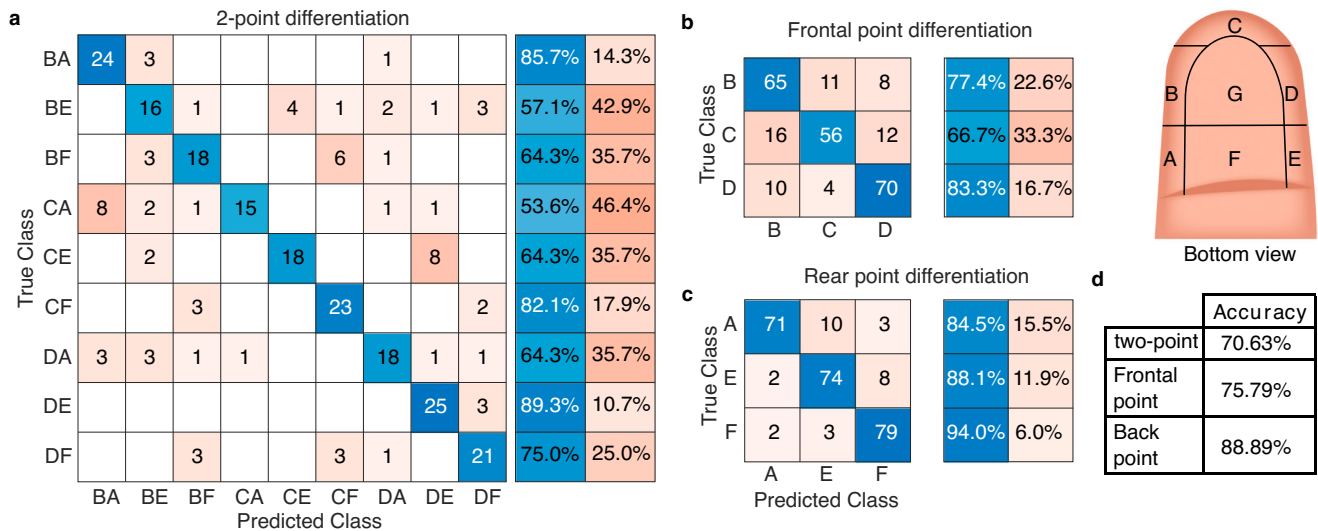 a
2-point differentiation
True Class
BA 24 3 1 85.7% 14.3%
BE 16 1 4 1 2 1 3 57.1% 42.9%
BF 3 18 6 1 64.3% 35.7%
CA 8 2 1 15 1 1 53.6% 46.4%
CE 2 18 8 64.3% 35.7%
CF 3 23 2 82.1% 17.9%
DA 3 3 1 1 18 1 1 64.3% 35.7%
DE 25 3 89.3% 10.7%
DF 3 3 1 21 75.0% 25.0%
BA BE BF CA CE CF DA DE DF
Predicted Class
b
Frontal point differentiation
True Class
B 65 11 8 77.4% 22.6%
C 16 56 12 66.7% 33.3%
D 10 4 70 83.3% 16.7%
B C D
C
B G D
A F E
Bottom view
c
Rear point differentiation
True Class
A 71 10 3 84.5% 15.5%
E 2 74 8 88.1% 11.9%
F 2 3 79 94.0% 6.0%
A E F
Predicted Class
d
Accuracy
two-point 70.63%
Frontal
point 75.79%
Back
point 88.89%